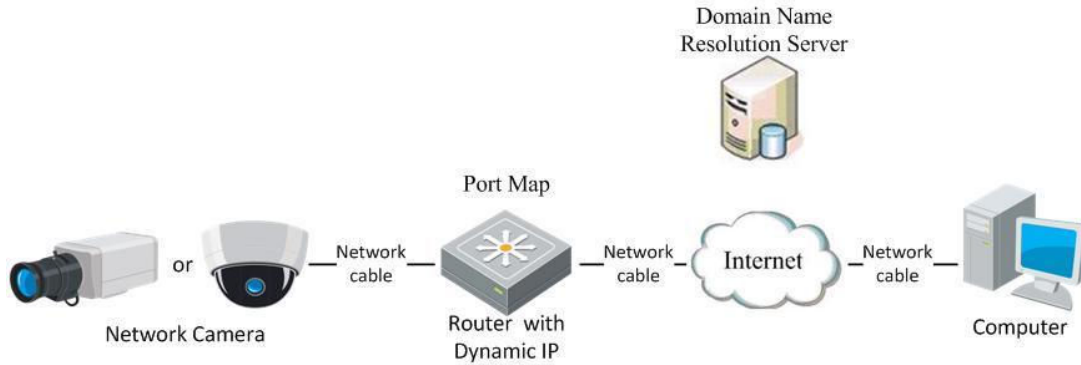 Domain Name
Resolution Server
Port Map
or
Network
cable
Network
cable
Internet
Network
cable
Network Camera
Router with
Dynamic IP
Computer